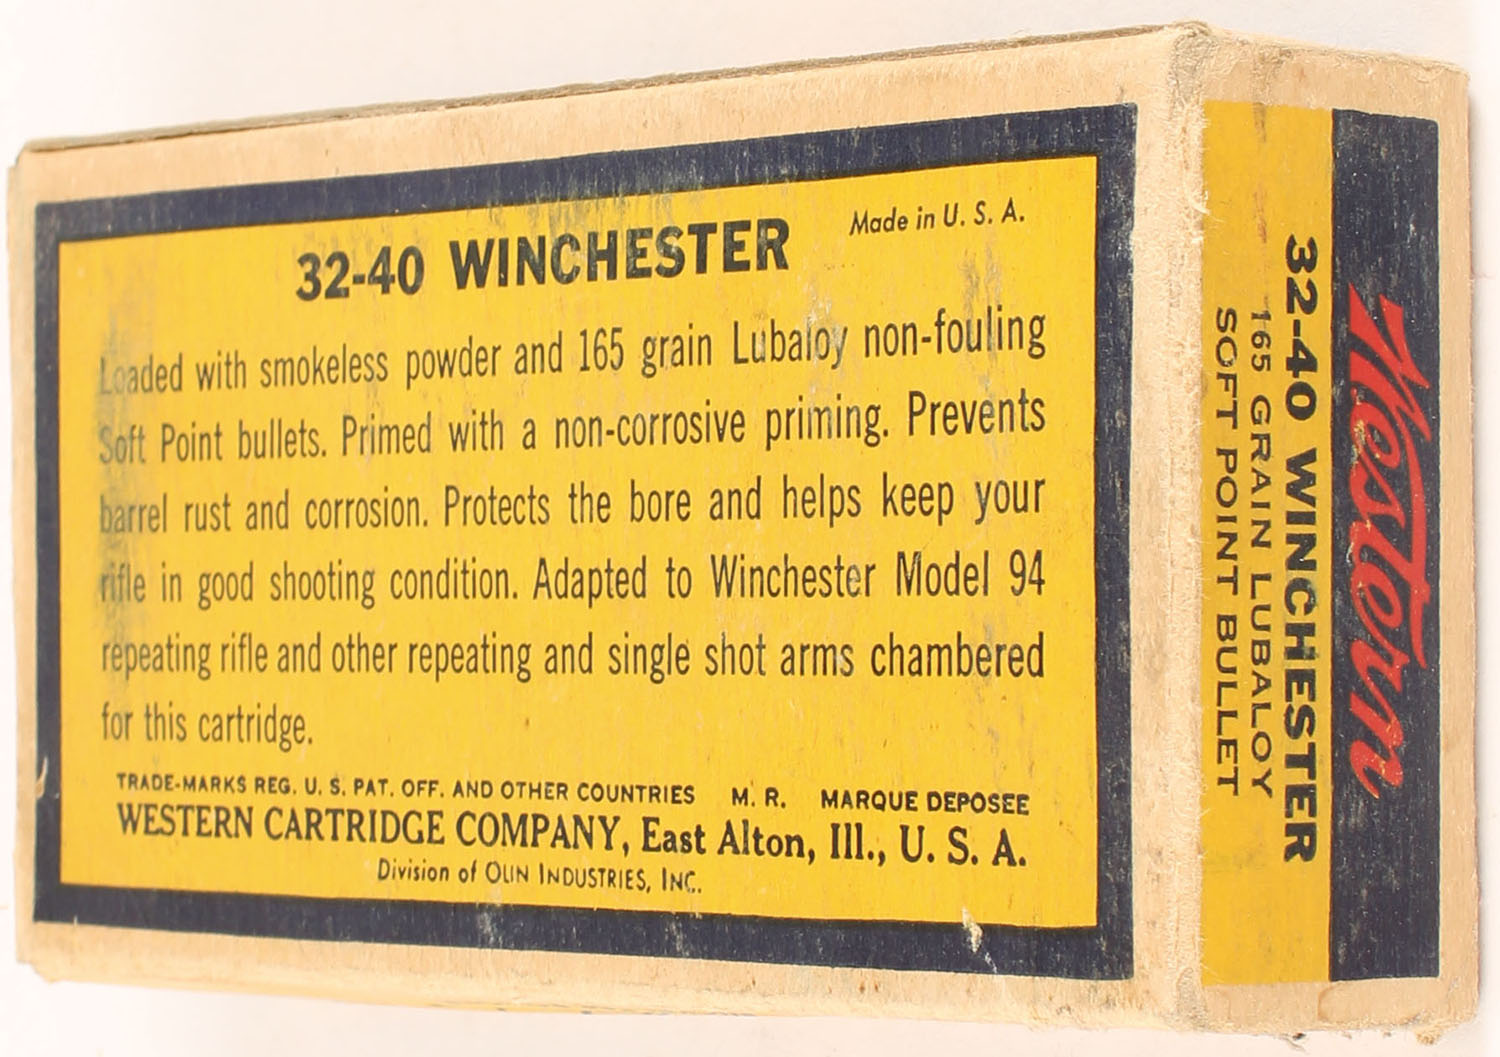 Made in U. S. A.
32-40 WINCHESTER
Loaded with smokeless powder and 165 grain Lubaloy non-fouling
Soft Point bullets. Primed with a non-corrosive priming. Prevents
barrel rust and corrosion. Protects the bore and helps keep your
rifle in good shooting condition. Adapted to Winchester Model 94
repeating rifle and other repeating and single shot arms chambered
for this cartridge.
TRADE-MARKS REG. U. S. PAT. OFF. AND OTHER COUNTRIES M. R. MARQUE DEPOSEE
WESTERN CARTRIDGE COMPANY, East Alton, Ill., U. S. A.
Division of OLIN INDUSTRIES, INC.
Western
32-40 WINCHESTER
165 GRAIN LUBALOY
SOFT POINT BULLET